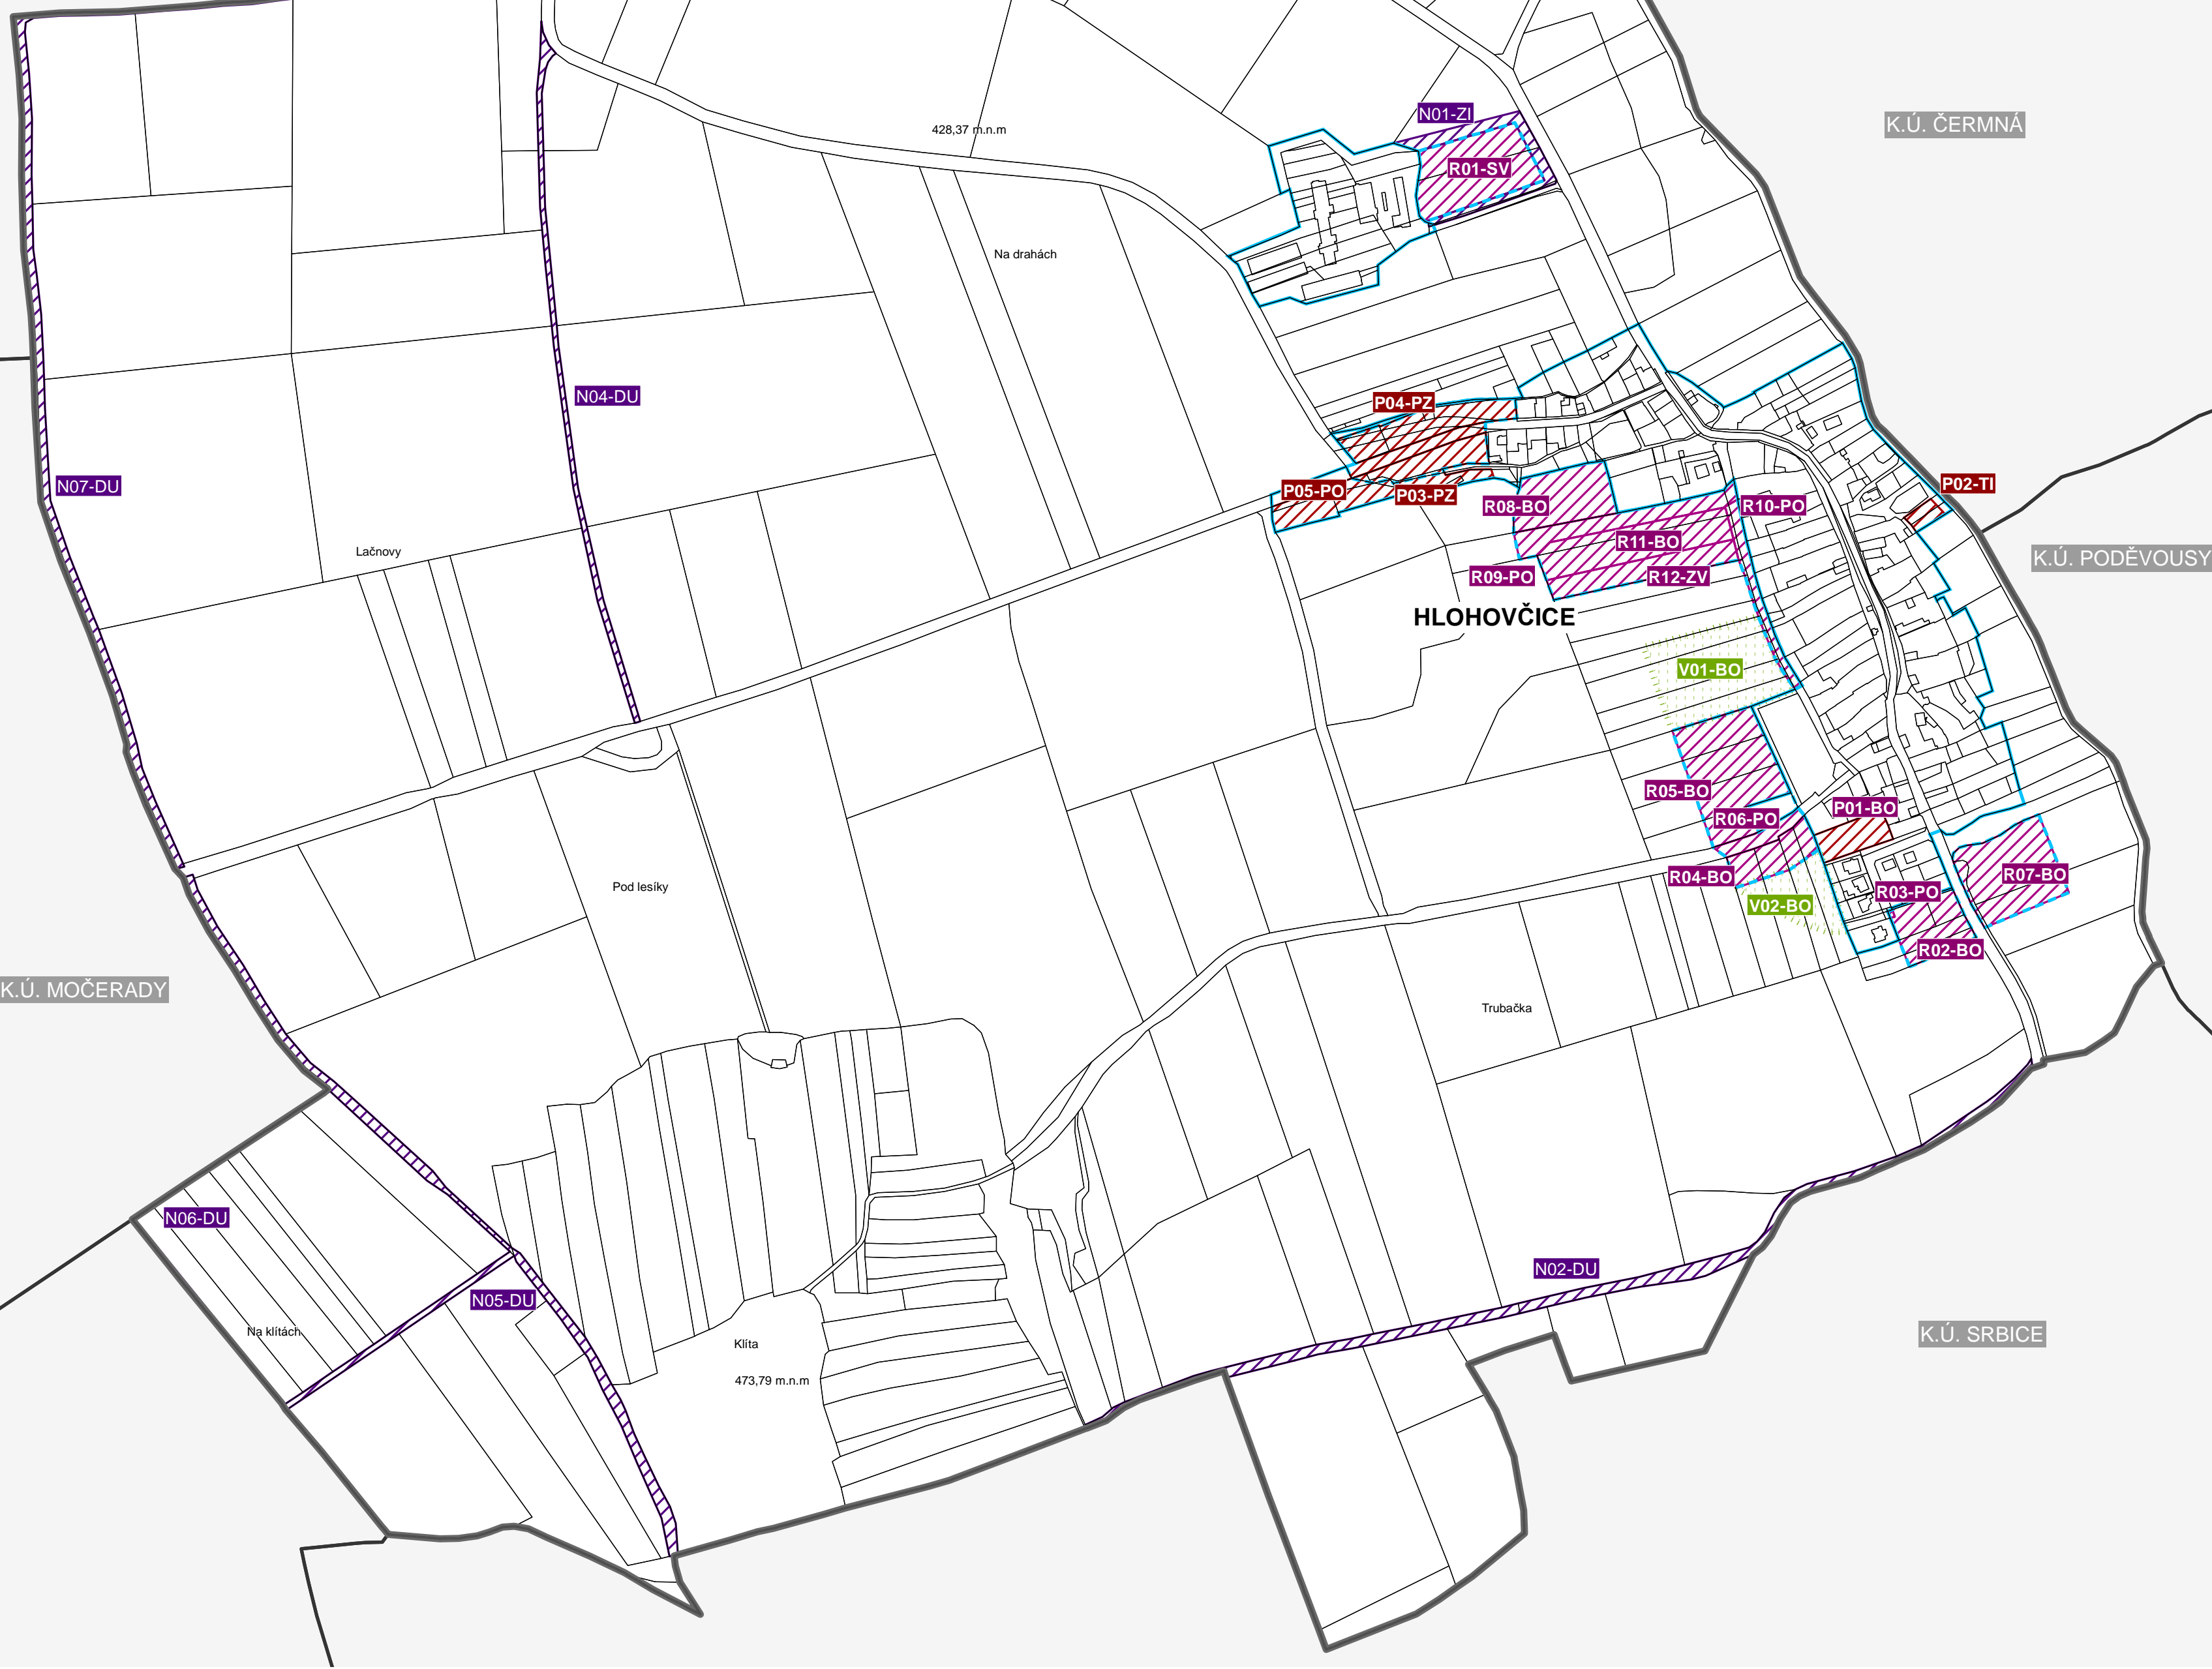 N01-ZI
K.Ú. ČERMNÁ
428,37 m.n.m
R01-SV
Na drahách
N04-DU
P04-PZ
N07-DU
P05-PO
P03-PZ
P02-TI
R08-BO
R10-PO
R11-BO
Lačnovy
K.Ú. PODĚVOUSY
R09-PO
R12-ZV
HLOHOVČICE
V01-BO
R05-BO
P01-BO
R06-PO
R04-BO
R07-BO
Pod lesíky
R03-PO
V02-BO
R02-BO
K.Ú. MOČERADY
Trubačka
N06-DU
N02-DU
N05-DU
Na klítách
K.Ú. SRBICE
Klíta
473,79 m.n.m